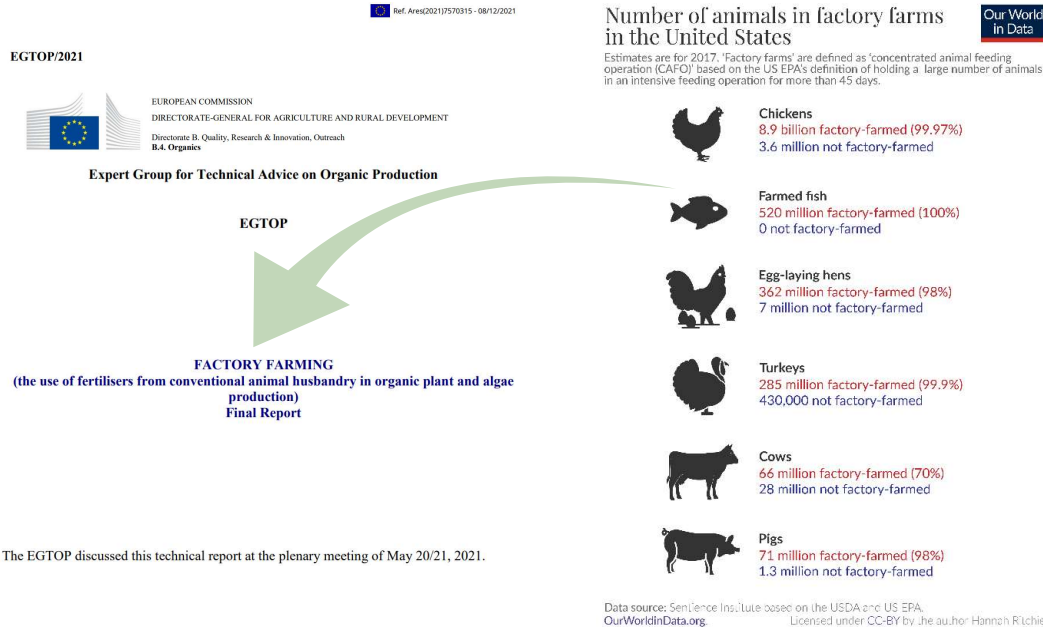 Ref. Ares(2021)7570315 - 08/12/2021
EGTOP/2021
EUROPEAN COMMISSION
DIRECTORATE-GENERAL FOR AGRICULTURE AND RURAL DEVELOPMENT
Directorate B. Quality, Research & Innovation, Outreach
B.4. Organics
Expert Group for Technical Advice on Organic Production
EGTOP
FACTORY FARMING
(the use of fertilisers from conventional animal husbandry in organic plant and algae
production)
Final Report
The EGTOP discussed this technical report at the plenary meeting of May 20/21, 2021.
Number of animals in factory farms
in the United States
Our World
in Data
Estimates are for 2017. 'Factory farms' are defined as 'concentrated animal feeding
operation (CAFO)' based on the US EPA's definition of holding a large number of animals
in an intensive feeding operation for more than 45 days.
Chickens
8.9 billion factory-farmed (99.97%)
3.6 million not factory-farmed
Farmed fish
520 million factory-farmed (100%)
0 not factory-farmed
Egg-laying hens
362 million factory-farmed (98%)
7 million not factory-farmed
Turkeys
285 million factory-farmed (99.9%)
430,000 not factory-farmed
Cows
66 million factory-farmed (70%)
28 million not factory-farmed
Pigs
71 million factory-farmed (98%)
1.3 million not factory-farmed
Data source: Sentience Institute based on the USDA and US EPA.
OurWorldinData.org. Licensed under CC-BY by the author Hannah Ritchie